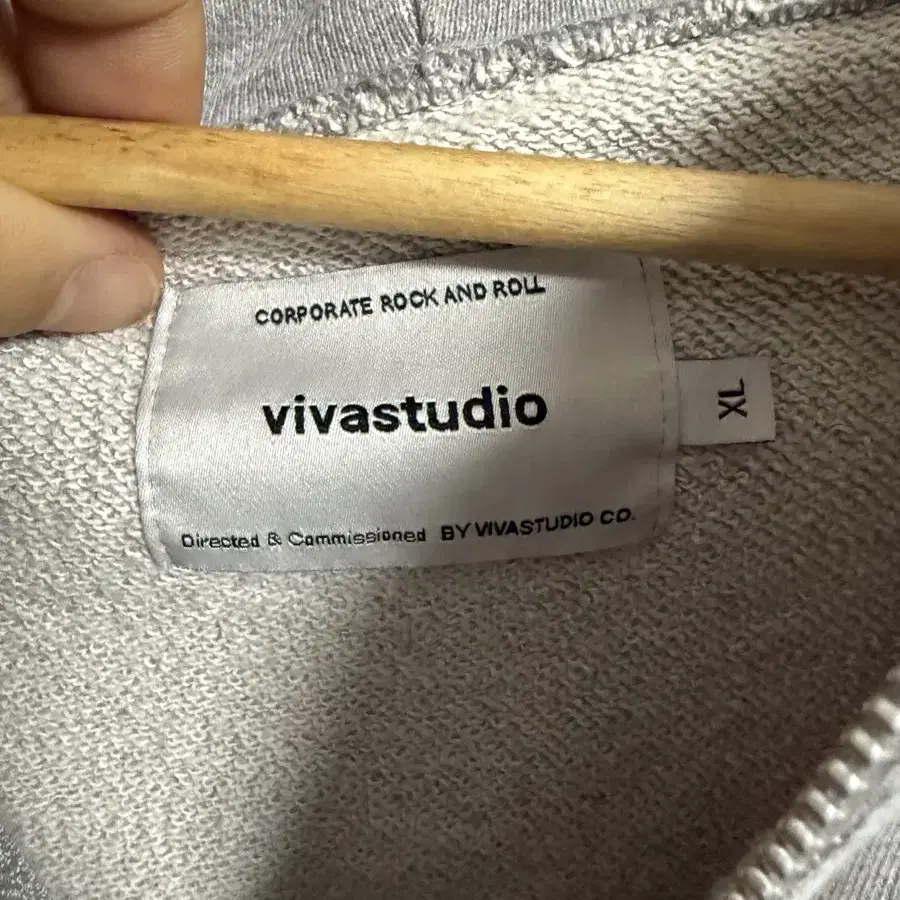 CORPORATE ROCK AND ROLL
vivastudio
XL
Directed & Commissioned BY VIVASTUDIO CO.